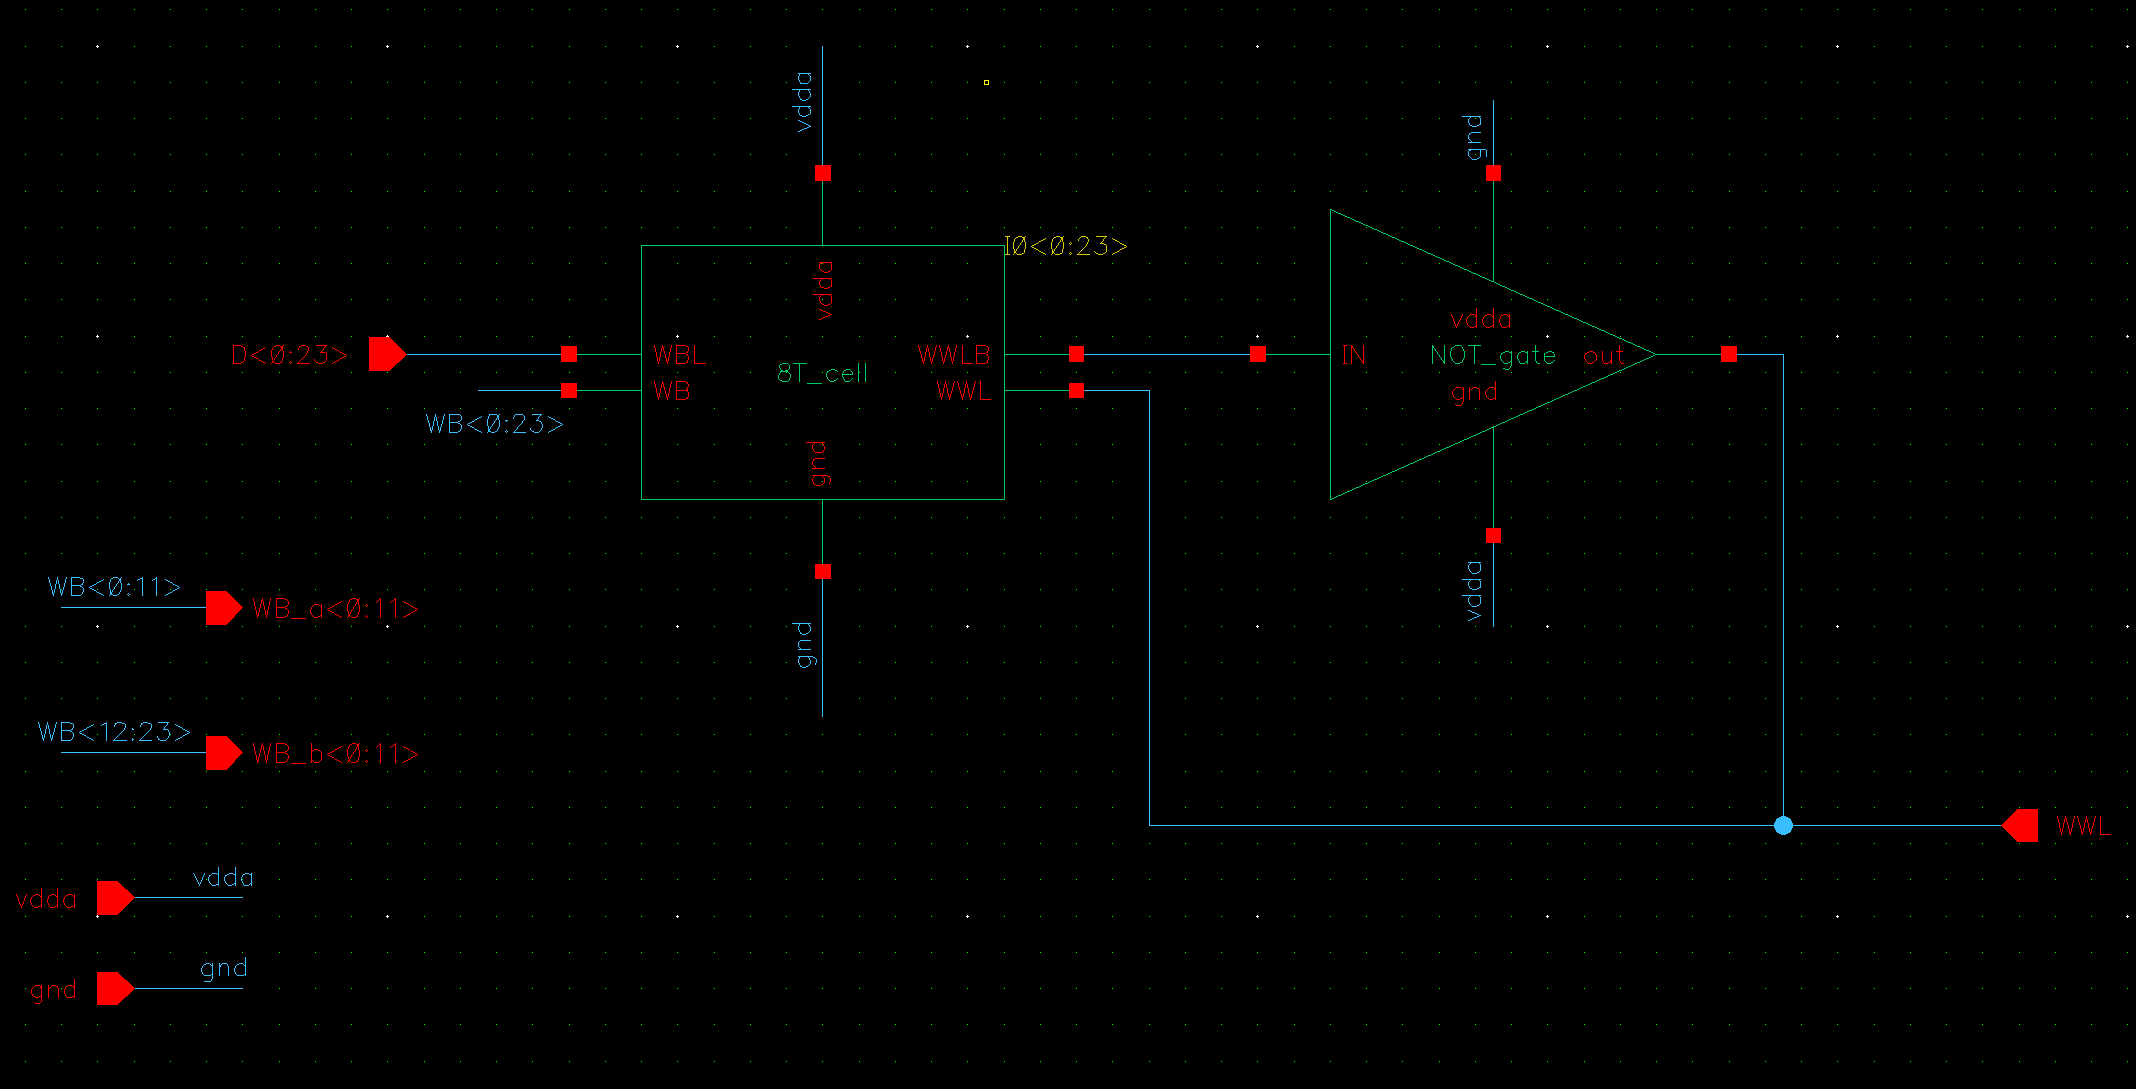 vdda
gnd
I0<0:23>
vdda
vdda
D<0:23>
WBL
WWLB
IN
NOT_gate
out
8T_cell
WB
WWL
gnd
WB<0:23>
gnd
vdda
WB<0:11>
WB_a<0:11>
gnd
WB<12:23>
WB_b<0:11>
WWL
vdda
vdda
gnd
gnd